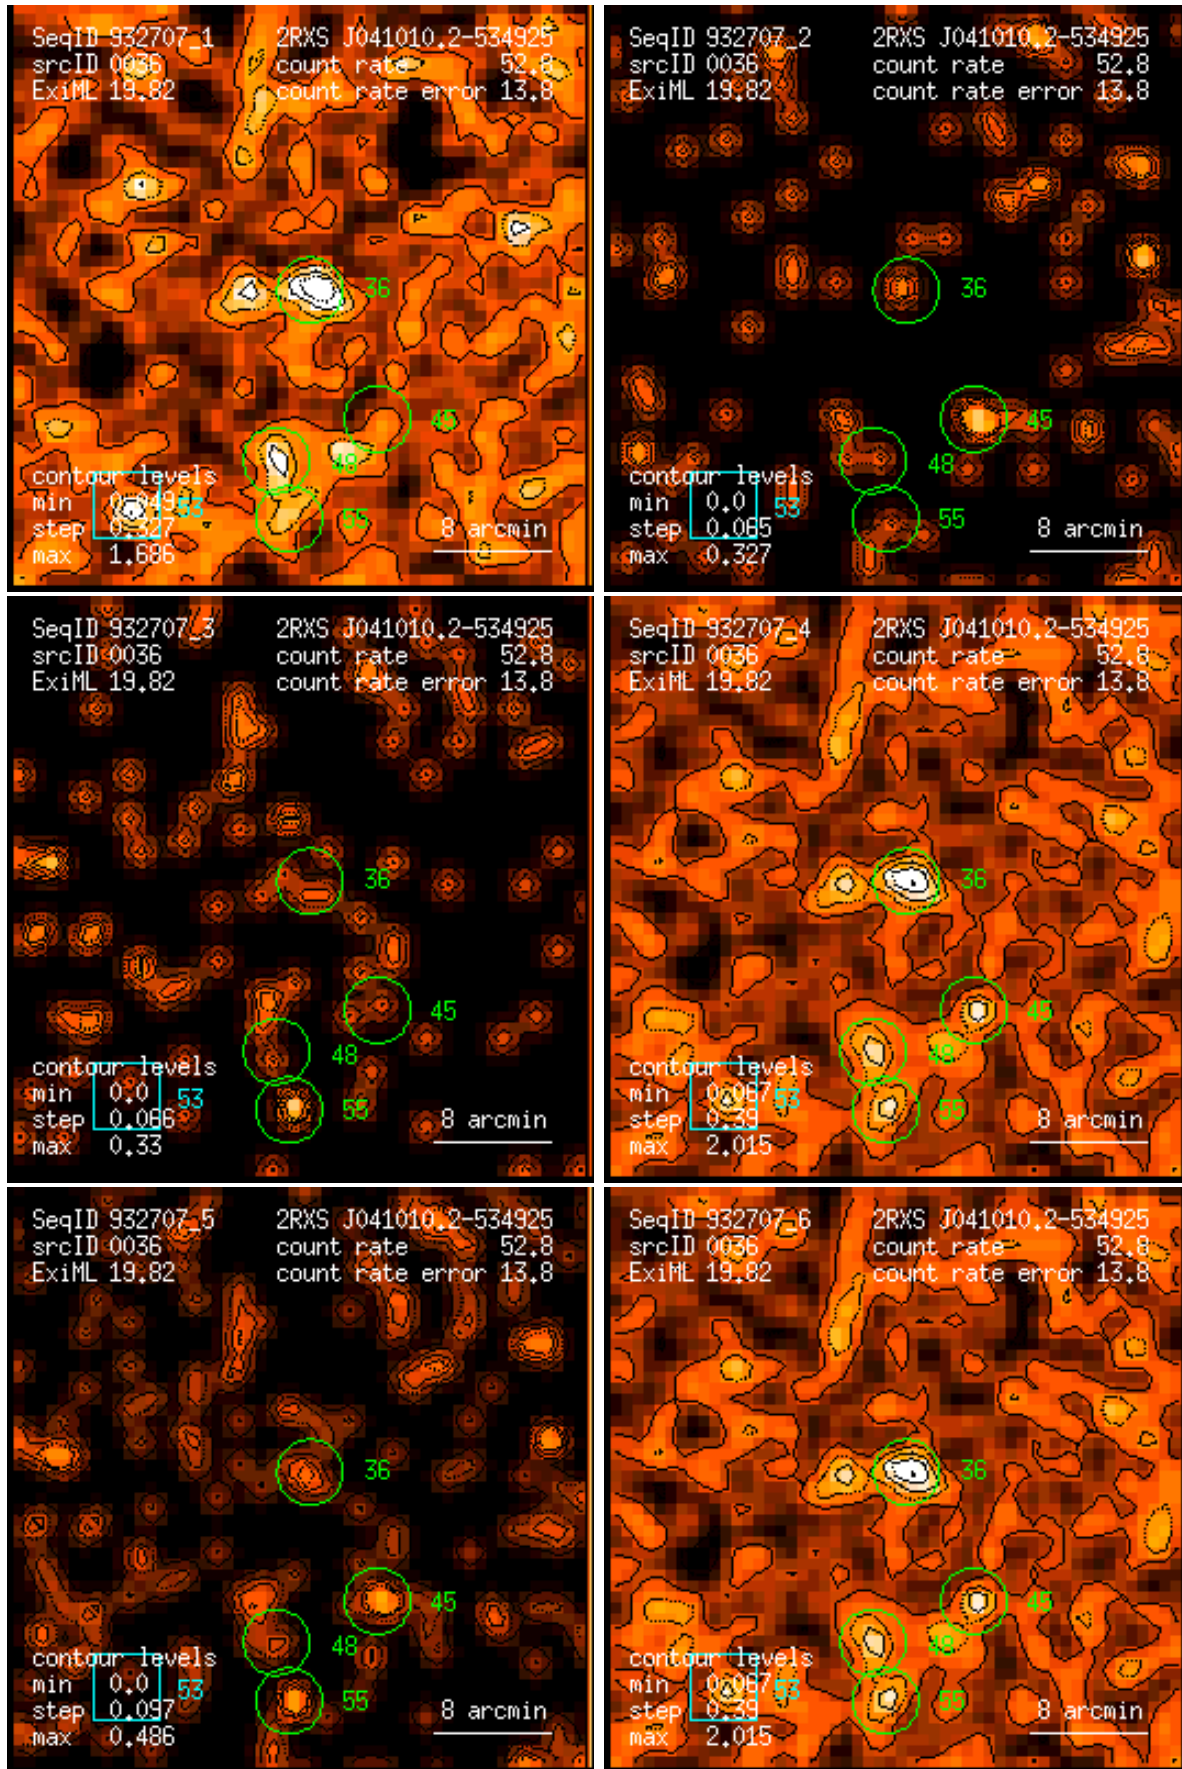 SeqID 932707_1 2RXS J041010.2-534925
srcID 0036 count rate 52.8
ExiML 19.82 count rate error 13.8
36
45
48
contour levels
min 0.049 53
step 0.327 55 8 arcmin
max 1.686
SeqID 932707_2 2RXS J041010.2-534925
srcID 0036 count rate 52.8
ExiML 19.82 count rate error 13.8
36
45
48
contour levels
min 0.0 53
step 0.065 55 8 arcmin
max 0.327
SeqID 932707_3 2RXS J041010.2-534925
srcID 0036 count rate 52.8
ExiML 19.82 count rate error 13.8
36
45
48
contour levels
min 0.0 53
step 0.066 55 8 arcmin
max 0.33
SeqID 932707_4 2RXS J041010.2-534925
srcID 0036 count rate 52.8
ExiML 19.82 count rate error 13.8
36
45
48
contour levels
min 0.067 53
step 0.39 55 8 arcmin
max 2.015
SeqID 932707_5 2RXS J041010.2-534925
srcID 0036 count rate 52.8
ExiML 19.82 count rate error 13.8
36
45
48
contour levels
min 0.0 53
step 0.097 55 8 arcmin
max 0.486
SeqID 932707_6 2RXS J041010.2-534925
srcID 0036 count rate 52.8
ExiML 19.82 count rate error 13.8
36
45
48
contour levels
min 0.067 53
step 0.39 55 8 arcmin
max 2.015